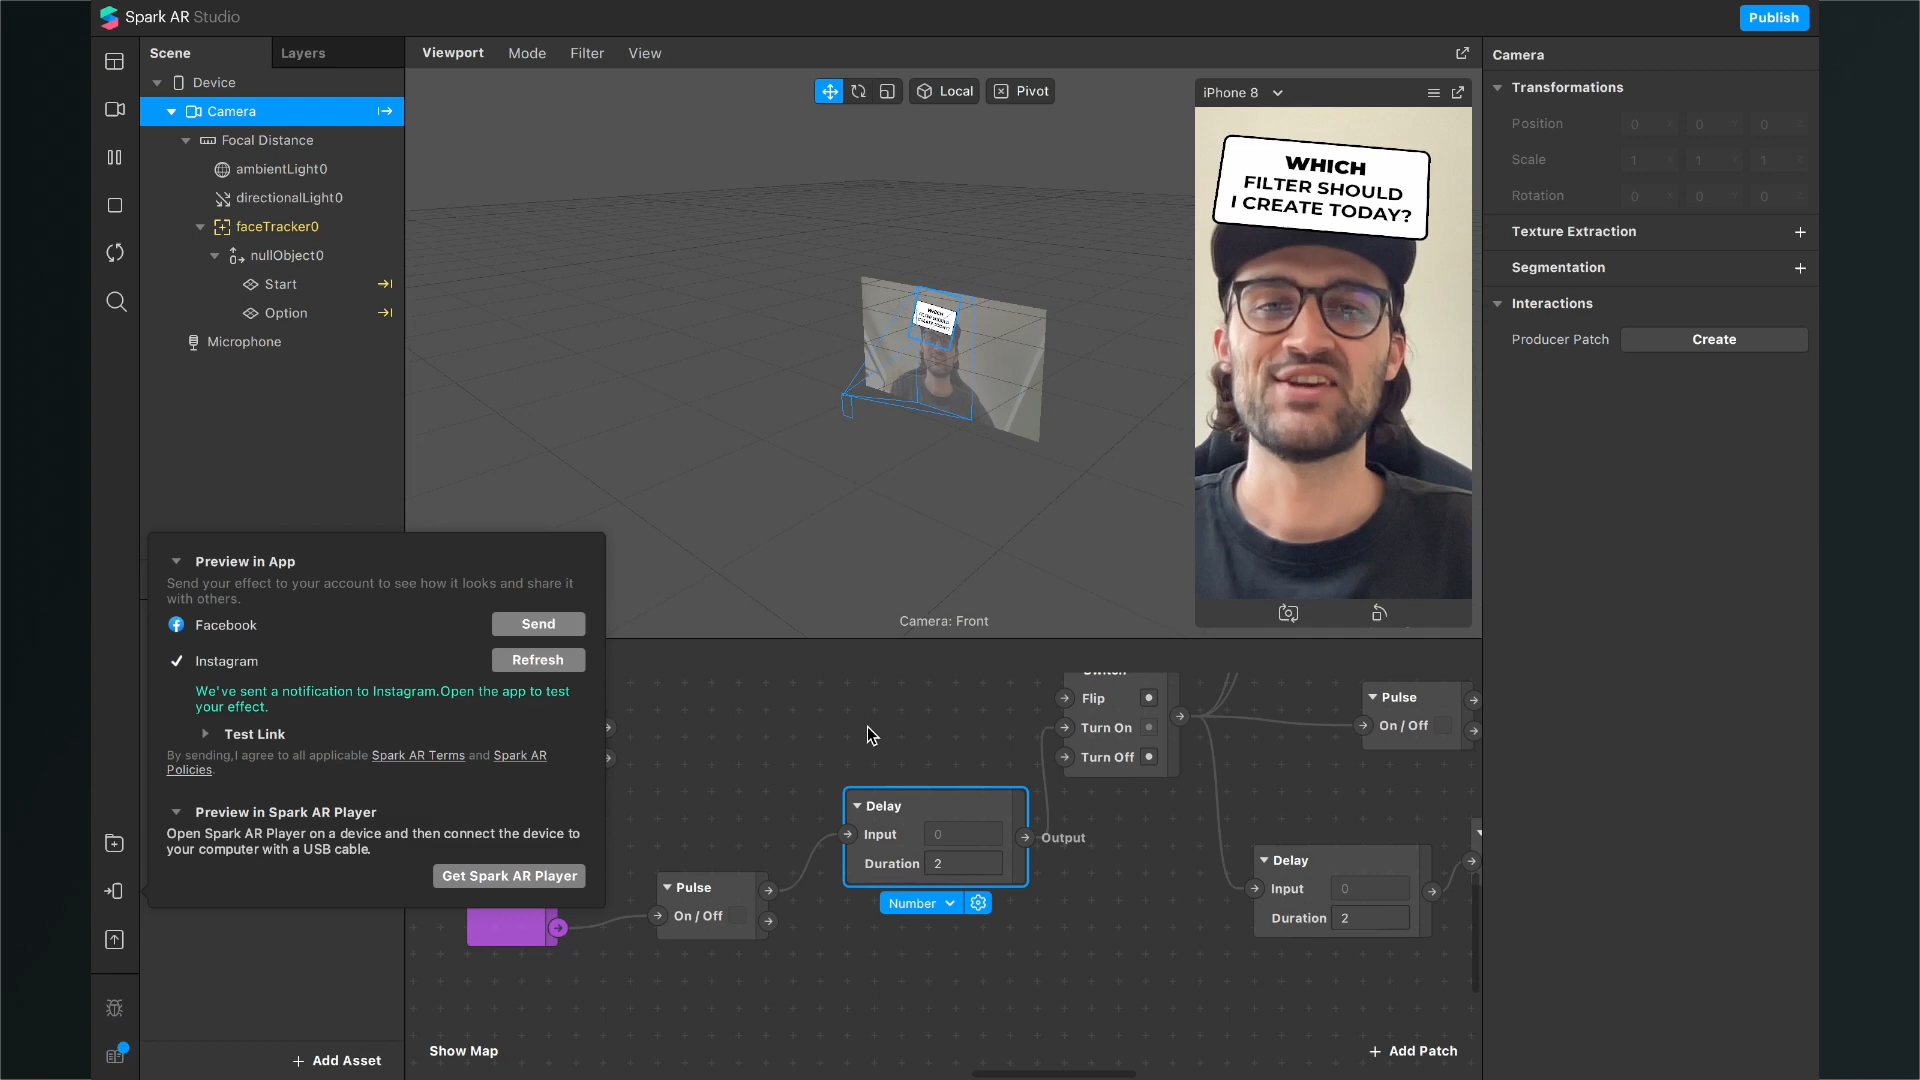 Spark AR Studio
Publish
Scene
Layers
Viewport
Mode
Filter
View
Camera
Device
Camera
Focal Distance
ambientLight0
directionalLight0
faceTracker0
nullObject0
Start
Option
Microphone
Local
Pivot
iPhone 8
WHICH
FILTER SHOULD
I CREATE TODAY?
Camera: Front
Transformations
Position 0 0 0
Scale 1 1 1
Rotation 0 0 0
Texture Extraction +
Segmentation +
Interactions
Producer Patch Create
Preview in App
Send your effect to your account to see how it looks and share it
with others.
Facebook Send
Instagram Refresh
We've sent a notification to Instagram.Open the app to test
your effect.
Test Link
By sending,I agree to all applicable Spark AR Terms and Spark AR
Policies.
Preview in Spark AR Player
Open Spark AR Player on a device and then connect the device to
your computer with a USB cable.
Get Spark AR Player
Flip
Turn On
Turn Off
Pulse
On / Off
Delay
Input 0
Duration 2
Output
Number
Pulse
On / Off
Delay
Input 0
Duration 2
+ Add Asset
Show Map
+ Add Patch